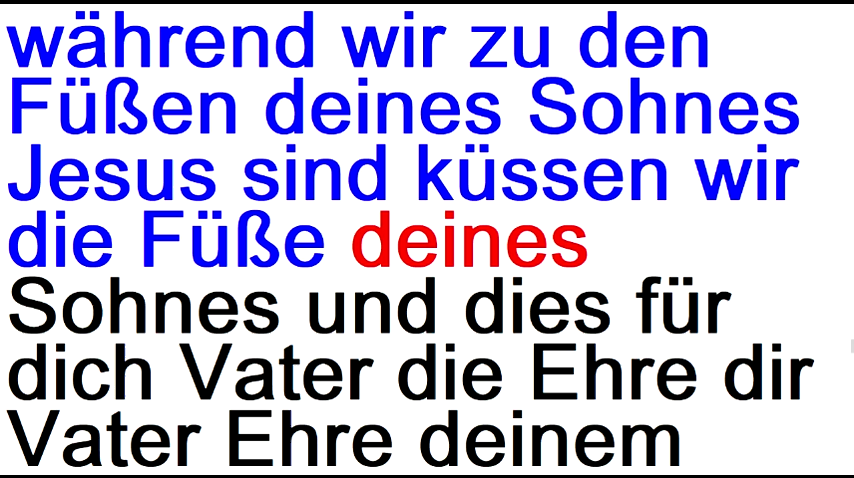 während wir zu den
Füßen deines Sohnes
Jesus sind küssen wir
die Füße deines
Sohnes und dies für
dich Vater die Ehre dir
Vater Ehre deinem